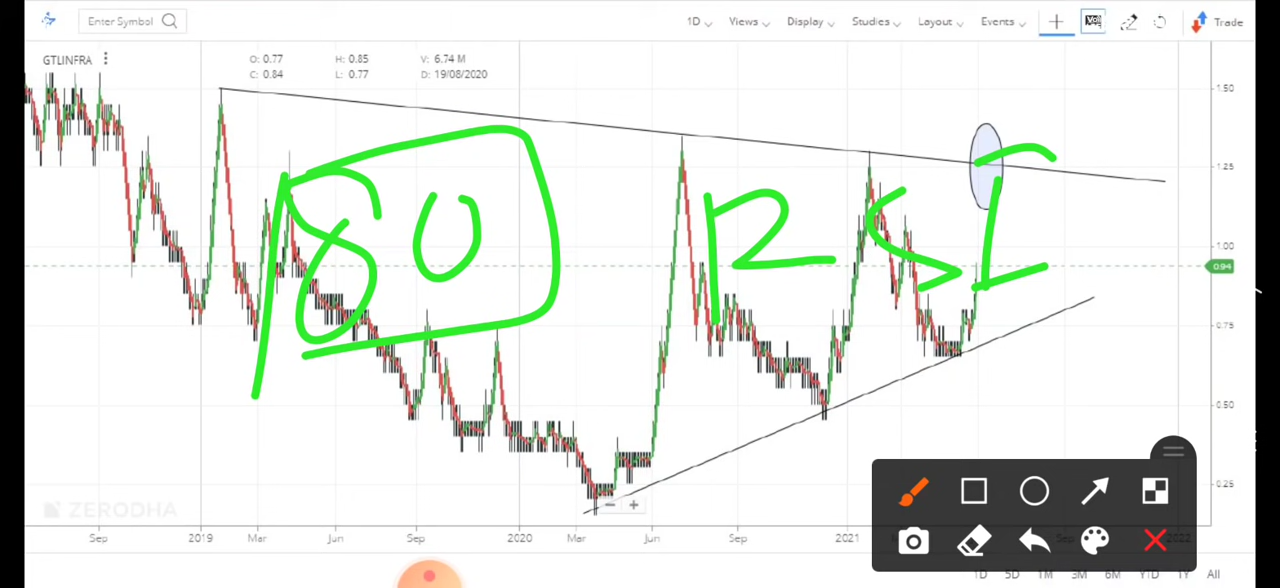 Enter Symbol 1D Views Display Studies Layout Events Trade
GTLINFRA O: 0.77 H: 0.85 V: 6.74 M
C: 0.84 L: 0.77 D: 19/08/2020
1.50
1.25
80
1.00
0.94
0.75
0.50
0.25
ZERODHA
Sep 2019 Mar Jun Sep 2020 Mar Jun Sep 2021 Sep 2022
1D 5D 1M 3M 6M YTD 1Y All